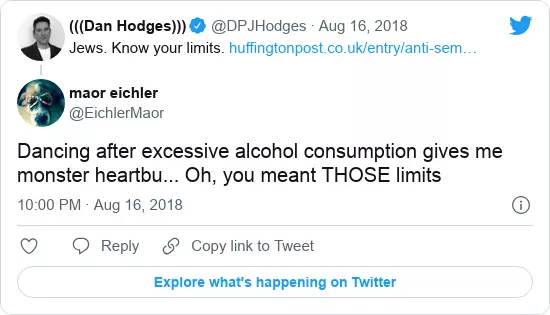 (((Dan Hodges))) @DPJHodges · Aug 16, 2018
Jews. Know your limits. huffingtonpost.co.uk/entry/anti-sem…
maor eichler
@EichlerMaor
Dancing after excessive alcohol consumption gives me
monster heartbu... Oh, you meant THOSE limits
10:00 PM · Aug 16, 2018
Reply Copy link to Tweet
Explore what's happening on Twitter